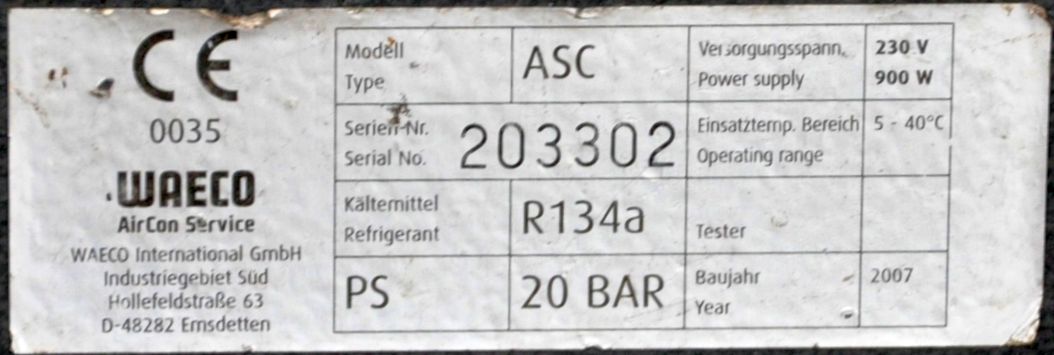 CE
0035
WAECO
AirCon Service
WAECO International GmbH
Industriegebiet Süd
Hollefeldstraße 63
D-48282 Emsdetten
Modell
Type
ASC
Versorgungsspann.
Power supply
230 V
900 W
Serien-Nr.
Serial No.
203302
Einsatztemp. Bereich
Operating range
5 - 40°C
Kältemittel
Refrigerant
R134a
Tester
PS
20 BAR
Baujahr
Year
2007